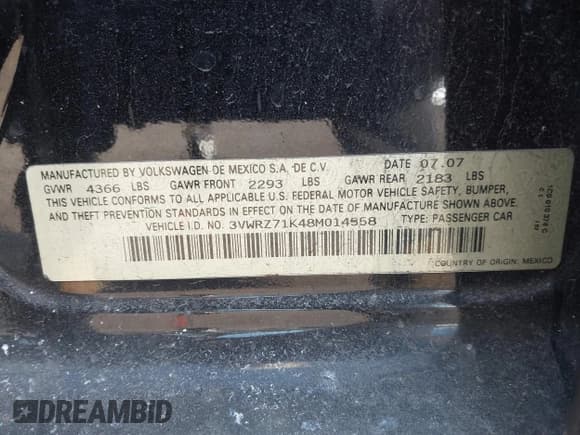 MANUFACTURED BY VOLKSWAGEN DE MEXICO S.A. DE C.V. DATE 07.07
GVWR 4366 LBS GAWR FRONT 2293 LBS GAWR REAR 2183 LBS
THIS VEHICLE CONFORMS TO ALL APPLICABLE U.S. FEDERAL MOTOR VEHICLE SAFETY, BUMPER,
AND THEFT PREVENTION STANDARDS IN EFFECT ON THE DATE OF MANUFACTURE SHOWN ABOVE.
VEHICLE I.D. NO. 3VWRZ71K48M014558 TYPE: PASSENGER CAR
COUNTRY OF ORIGIN: MEXICO
DREAMBID